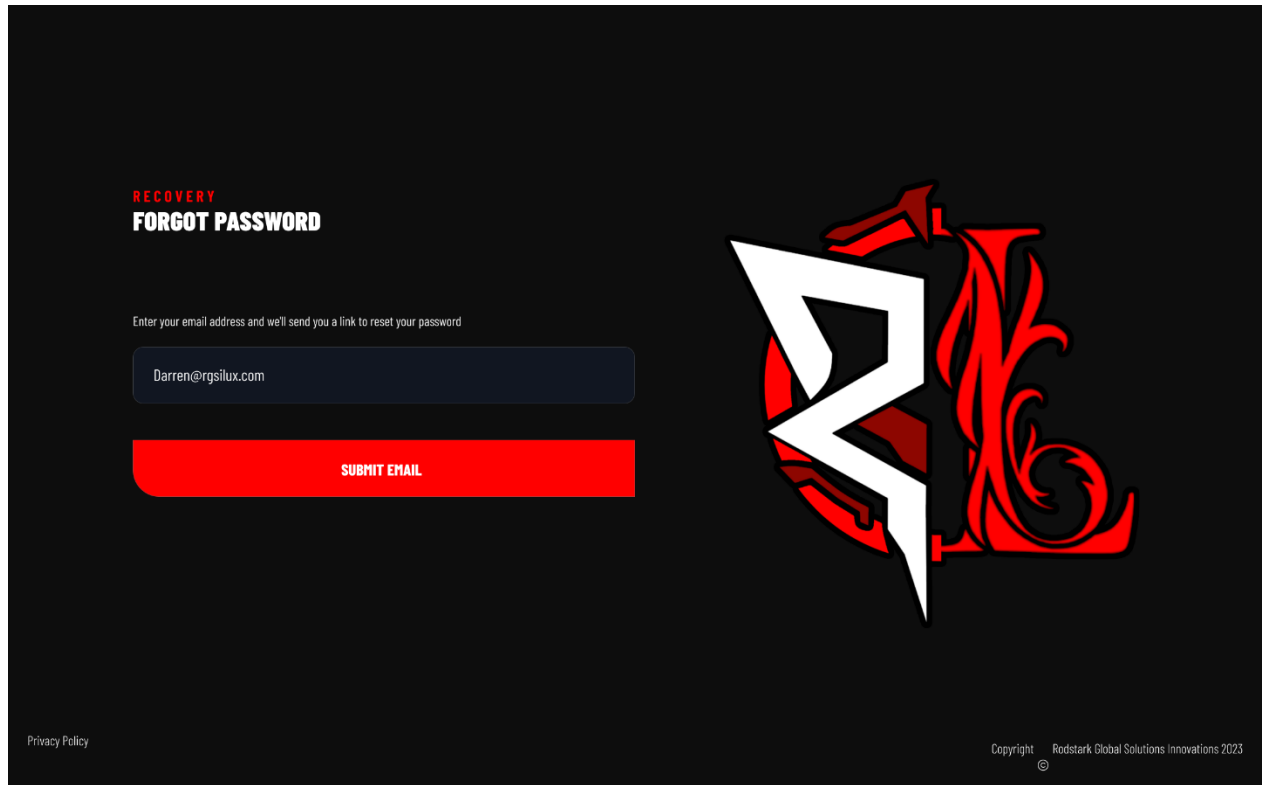 RECOVERY
FORGOT PASSWORD
Enter your email address and we'll send you a link to reset your password
Darren@rgsilux.com
SUBMIT EMAIL
Privacy Policy
Copyright © Rodstark Global Solutions Innovations 2023